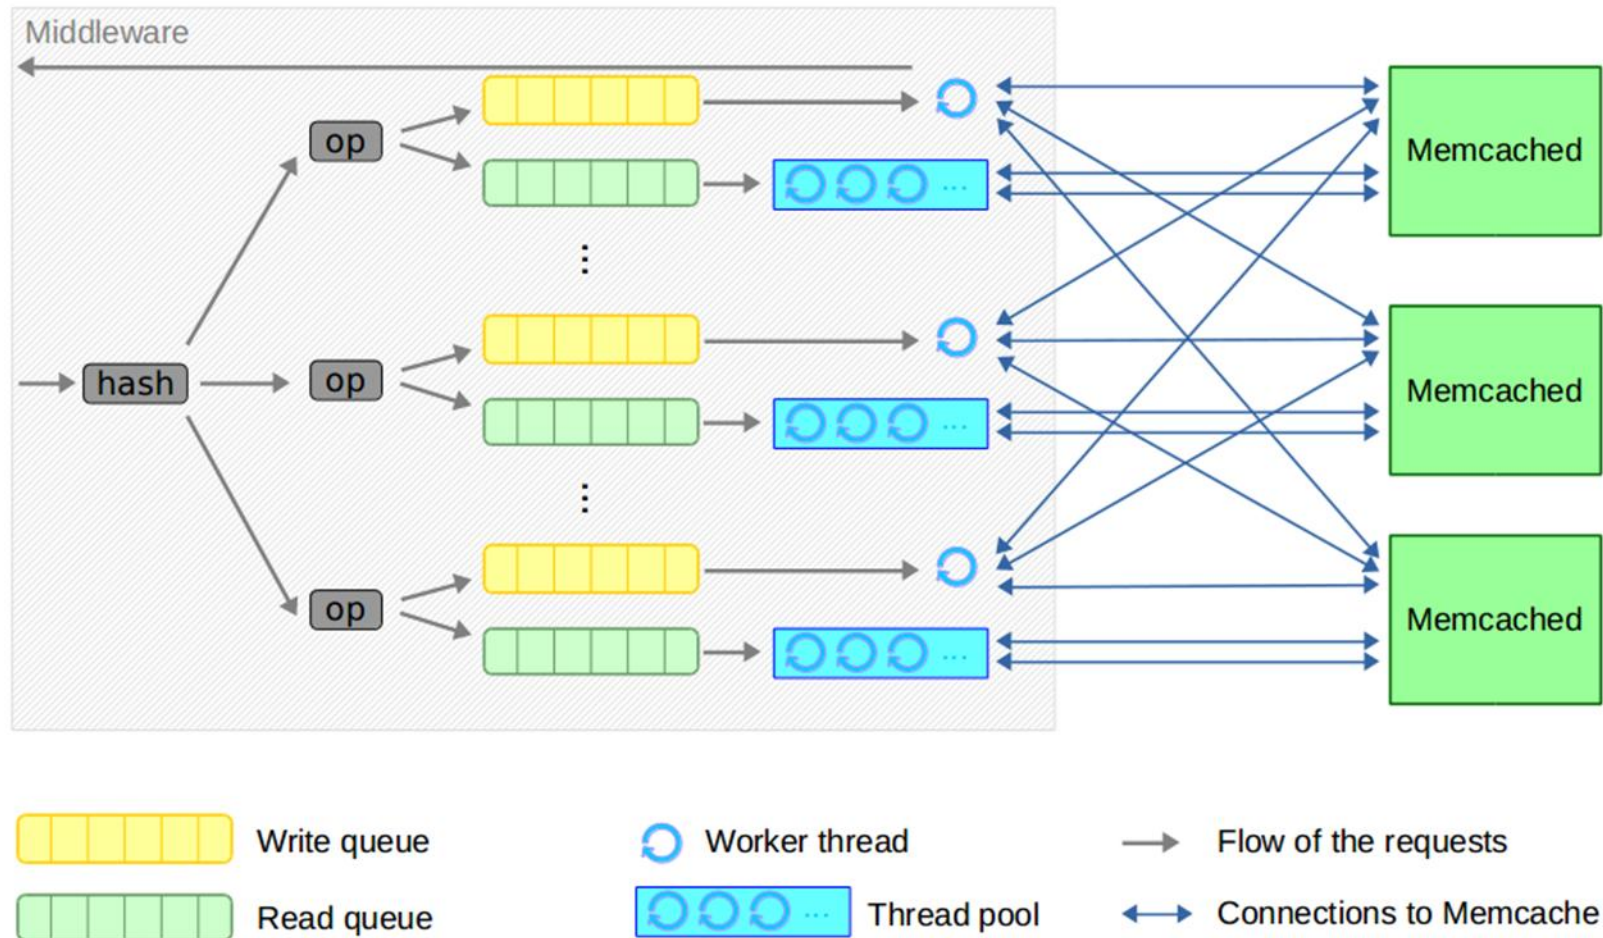 Middleware
op
Memcached
...
⋮
hash
op
Memcached
...
⋮
op
Memcached
...
Write queue
Worker thread
Flow of the requests
Read queue
...
Thread pool
Connections to Memcache